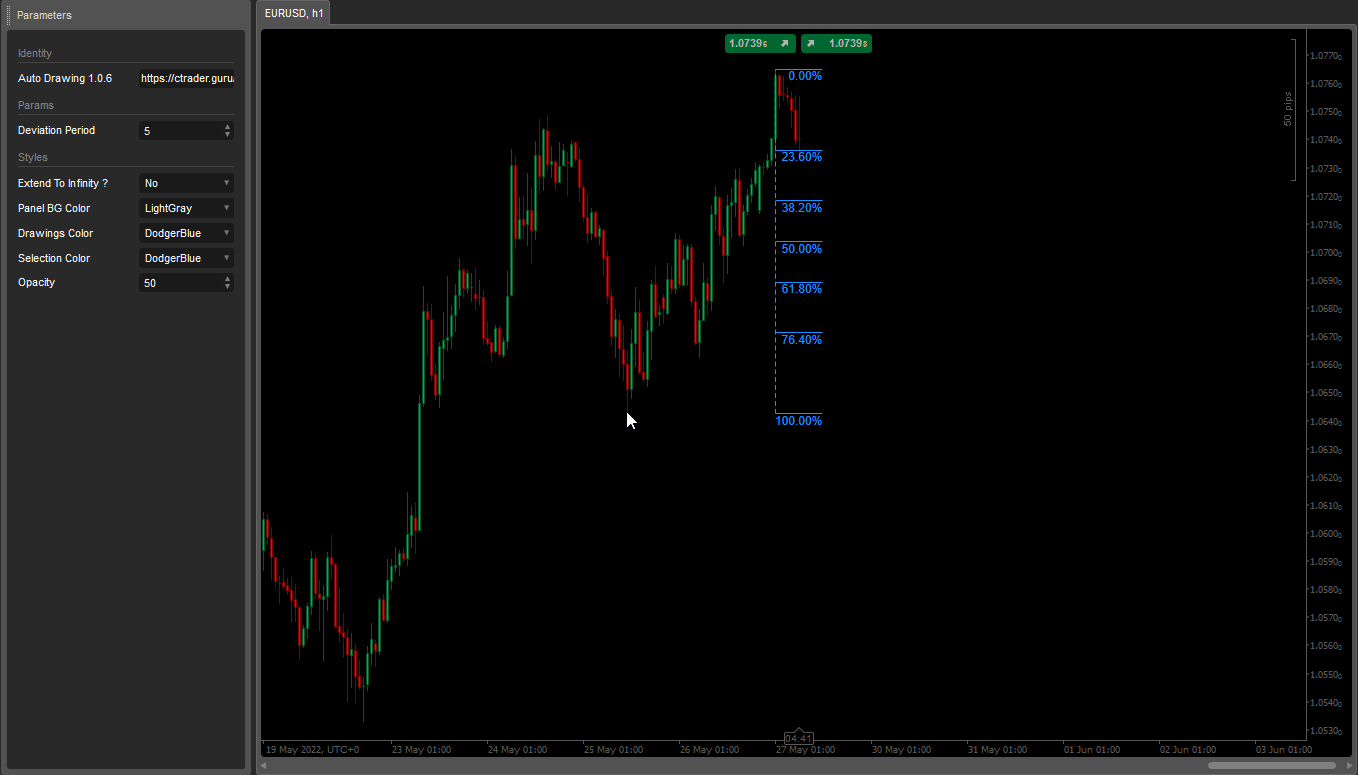 Parameters
Identity
Auto Drawing 1.0.6 https://ctrader.guru/
Params
Deviation Period 5
Styles
Extend To Infinity ? No
Panel BG Color LightGray
Drawings Color DodgerBlue
Selection Color DodgerBlue
Opacity 50
EURUSD, h1
1.0739 1.0739
0.00%
23.60%
38.20%
50.00%
61.80%
76.40%
100.00%
50 pips
1.0770₀
1.0760₀
1.0750₀
1.0740₀
1.0730₀
1.0720₀
1.0710₀
1.0700₀
1.0690₀
1.0680₀
1.0670₀
1.0660₀
1.0650₀
1.0640₀
1.0630₀
1.0620₀
1.0610₀
1.0600₀
1.0590₀
1.0580₀
1.0570₀
1.0560₀
1.0550₀
1.0540₀
1.0530₀
04:41
19 May 2022, UTC+0 23 May 01:00 24 May 01:00 25 May 01:00 26 May 01:00 27 May 01:00 30 May 01:00 31 May 01:00 01 Jun 01:00 02 Jun 01:00 03 Jun 01:00